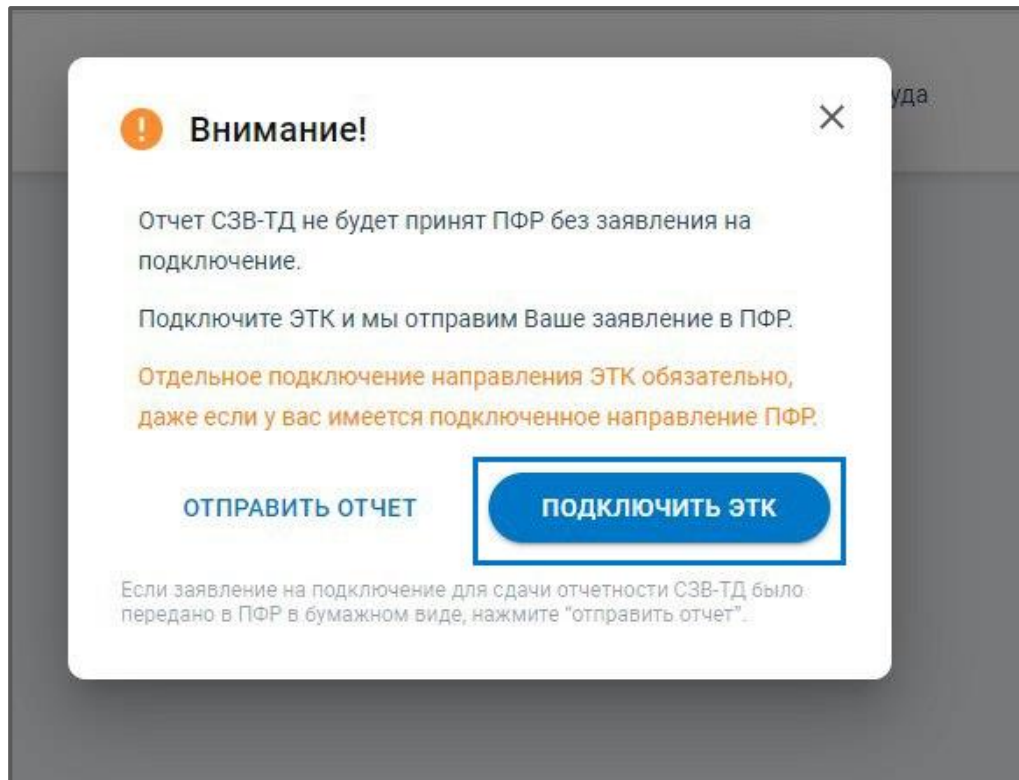 Внимание!
Отчет СЗВ-ТД не будет принят ПФР без заявления на
подключение.
Подключите ЭТК и мы отправим Ваше заявление в ПФР.
Отдельное подключение направления ЭТК обязательно,
даже если у вас имеется подключенное направление ПФР.
ОТПРАВИТЬ ОТЧЕТ
ПОДКЛЮЧИТЬ ЭТК
Если заявление на подключение для сдачи отчетности СЗВ-ТД было
передано в ПФР в бумажном виде, нажмите "отправить отчет".